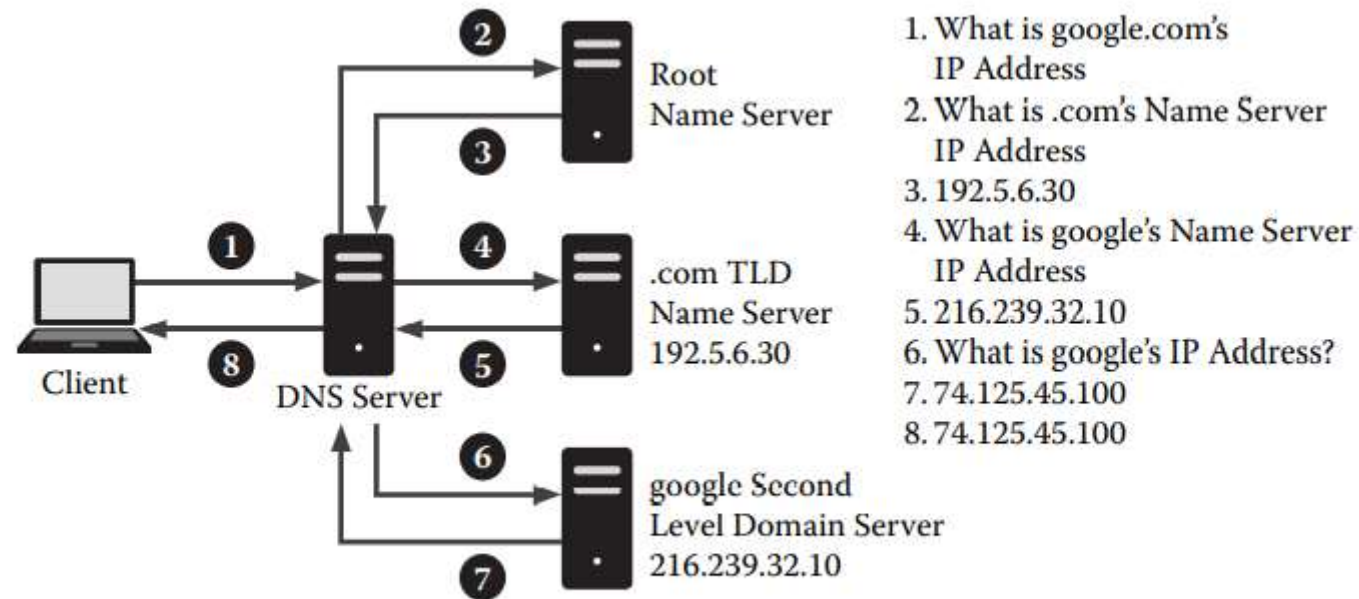 2
Root
Name Server
3
1
4
.com TLD
Name Server
192.5.6.30
8
5
Client
DNS Server
6
google Second
Level Domain Server
216.239.32.10
7
1. What is google.com's
IP Address
2. What is .com's Name Server
IP Address
3. 192.5.6.30
4. What is google's Name Server
IP Address
5. 216.239.32.10
6. What is google's IP Address?
7. 74.125.45.100
8. 74.125.45.100